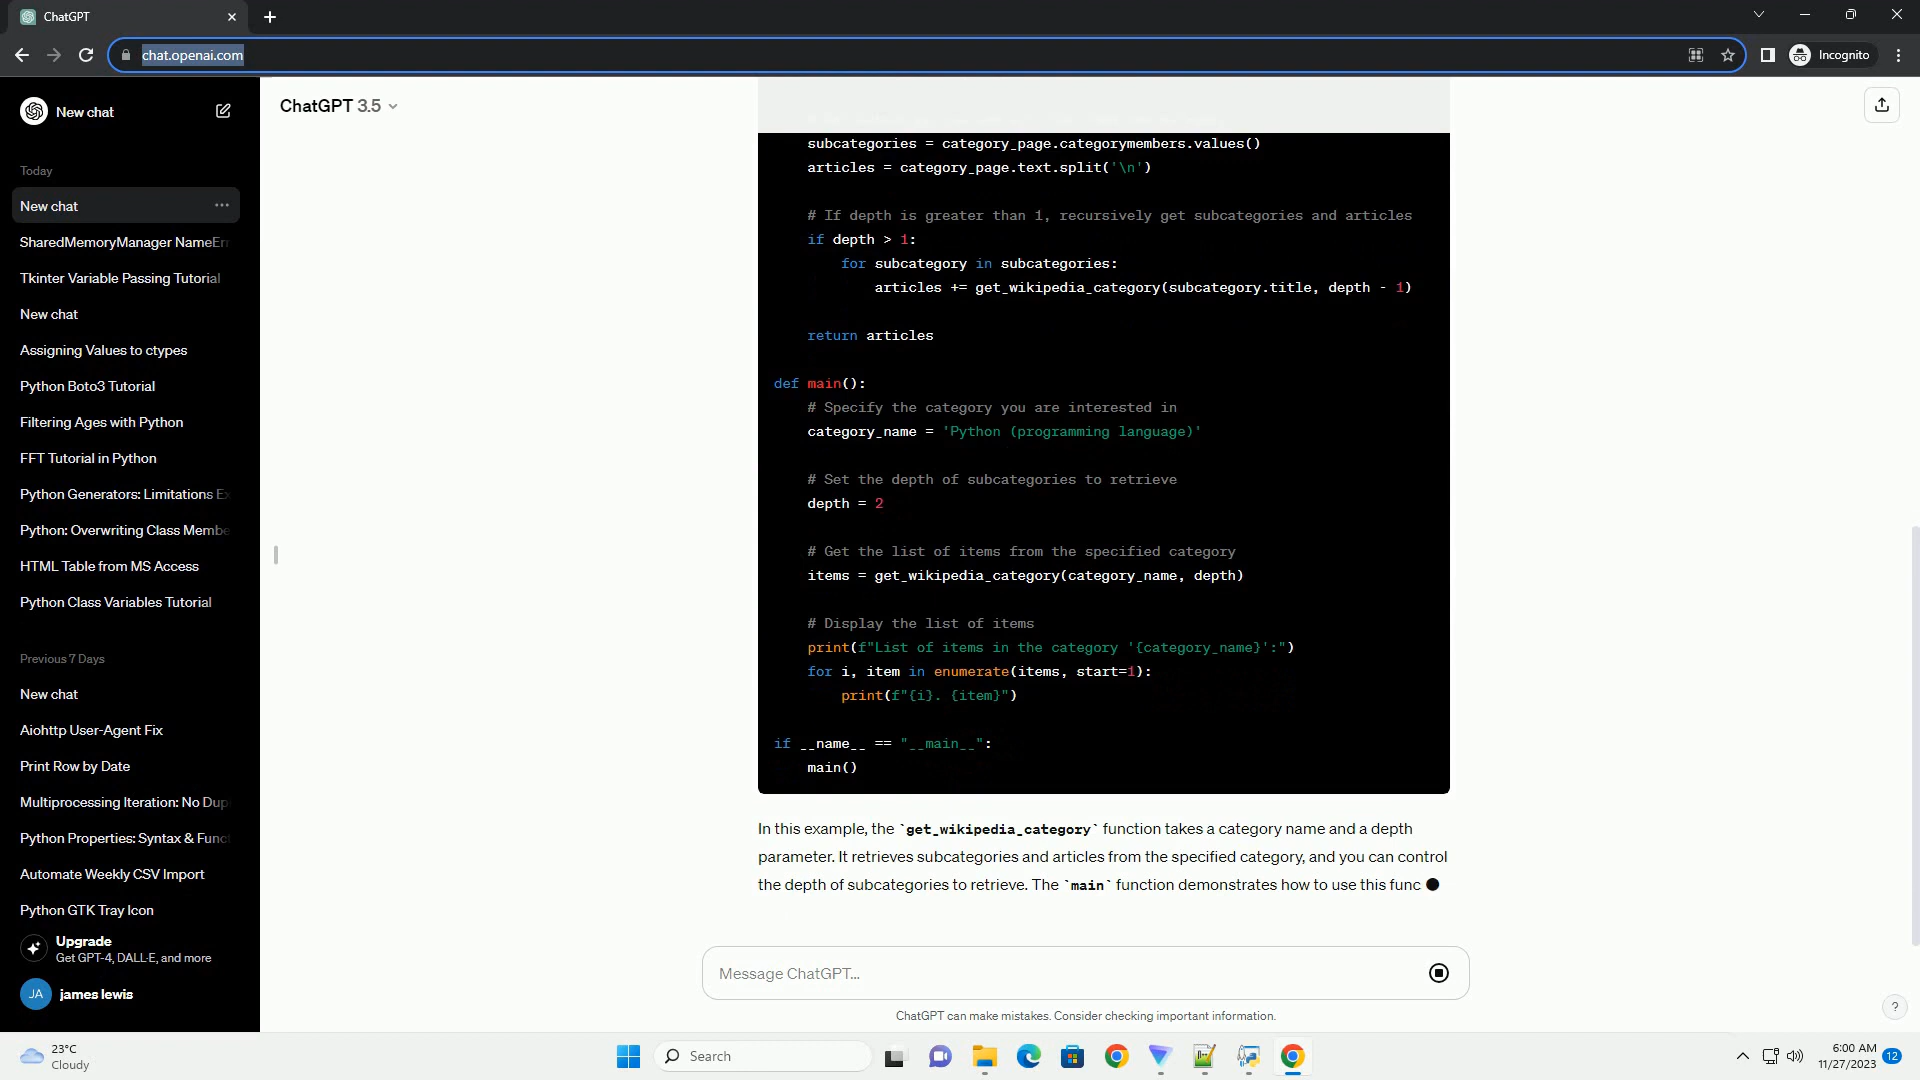 ChatGPT
chat.openai.com
Incognito
New chat
ChatGPT 3.5
Today
New chat
SharedMemoryManager NameErr
Tkinter Variable Passing Tutorial
New chat
Assigning Values to ctypes
Python Boto3 Tutorial
Filtering Ages with Python
FFT Tutorial in Python
Python Generators: Limitations Ex
Python: Overwriting Class Membe
HTML Table from MS Access
Python Class Variables Tutorial
Previous 7 Days
New chat
Aiohttp User-Agent Fix
Print Row by Date
Multiprocessing Iteration: No Dup
Python Properties: Syntax & Func
Automate Weekly CSV Import
Python GTK Tray Icon
Upgrade
Get GPT-4, DALL·E, and more
JA
james lewis
subcategories = category_page.categorymembers.values()
articles = category_page.text.split('\n')
# If depth is greater than 1, recursively get subcategories and articles
if depth > 1:
for subcategory in subcategories:
articles += get_wikipedia_category(subcategory.title, depth - 1)
return articles
def main():
# Specify the category you are interested in
category_name = 'Python (programming language)'
# Set the depth of subcategories to retrieve
depth = 2
# Get the list of items from the specified category
items = get_wikipedia_category(category_name, depth)
# Display the list of items
print(f"List of items in the category '{category_name}':")
for i, item in enumerate(items, start=1):
print(f"{i}. {item}")
if __name__ == "__main__":
main()
In this example, the `get_wikipedia_category` function takes a category name and a depth
parameter. It retrieves subcategories and articles from the specified category, and you can control
the depth of subcategories to retrieve. The `main` function demonstrates how to use this func
Message ChatGPT...
ChatGPT can make mistakes. Consider checking important information.
?
23°C
Cloudy
Search
6:00 AM
11/27/2023
12